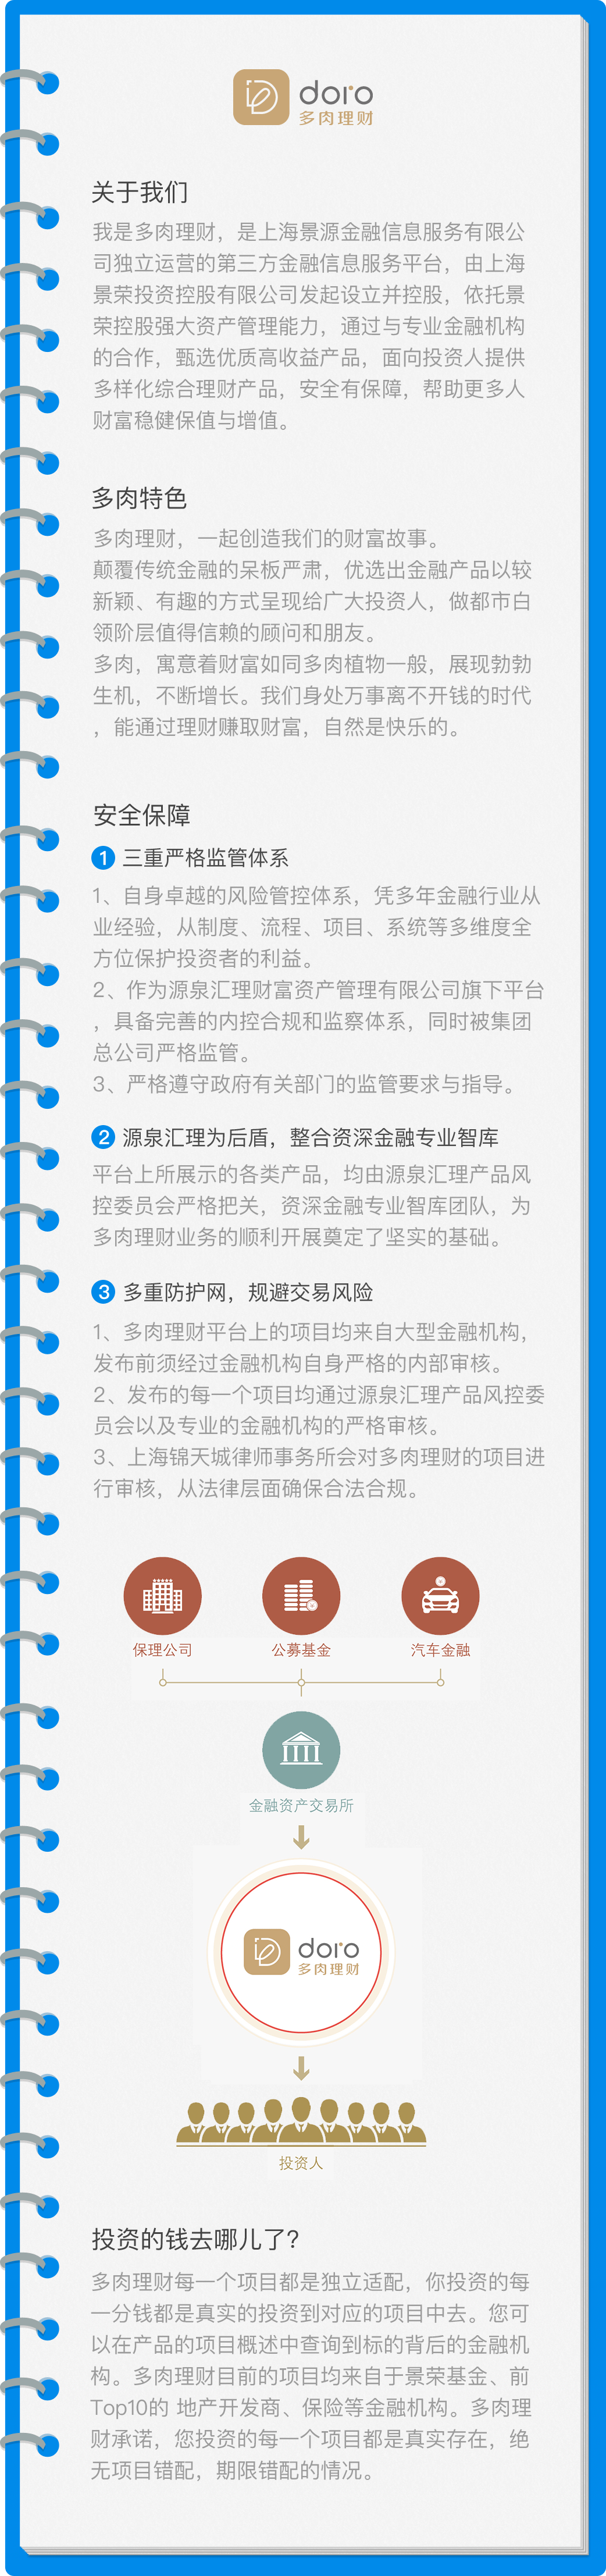 doro
多肉理财
关于我们
我是多肉理财，是上海景源金融信息服务有限公
司独立运营的第三方金融信息服务平台，由上海
景荣投资控股有限公司发起设立并控股，依托景
荣控股强大资产管理能力，通过与专业金融机构
的合作，甄选优质高收益产品，面向投资人提供
多样化综合理财产品，安全有保障，帮助更多人
财富稳健保值与增值。
多肉特色
多肉理财，一起创造我们的财富故事。
颠覆传统金融的呆板严肃，优选出金融产品以较
新颖、有趣的方式呈现给广大投资人，做都市白
领阶层值得信赖的顾问和朋友。
多肉，寓意着财富如同多肉植物一般，展现勃勃
生机，不断增长。我们身处万事离不开钱的时代
，能通过理财赚取财富，自然是快乐的。
安全保障
1 三重严格监管体系
1、自身卓越的风险管控体系，凭多年金融行业从
业经验，从制度、流程、项目、系统等多维度全
方位保护投资者的利益。
2、作为源泉汇理财富资产管理有限公司旗下平台
，具备完善的内控合规和监察体系，同时被集团
总公司严格监管。
3、严格遵守政府有关部门的监管要求与指导。
2 源泉汇理为后盾，整合资深金融专业智库
平台上所展示的各类产品，均由源泉汇理产品风
控委员会严格把关，资深金融专业智库团队，为
多肉理财业务的顺利开展奠定了坚实的基础。
3 多重防护网，规避交易风险
1、多肉理财平台上的项目均来自大型金融机构，
发布前须经过金融机构自身严格的内部审核。
2、发布的每一个项目均通过源泉汇理产品风控委
员会以及专业的金融机构的严格审核。
3、上海锦天城律师事务所会对多肉理财的项目进
行审核，从法律层面确保合法合规。
保理公司 公募基金 汽车金融
金融资产交易所
doro
多肉理财
投资人
投资的钱去哪儿了？
多肉理财每一个项目都是独立适配，你投资的每
一分钱都是真实的投资到对应的项目中去。您可
以在产品的项目概述中查询到标的背后的金融机
构。多肉理财目前的项目均来自于景荣基金、前
Top10的 地产开发商、保险等金融机构。多肉理
财承诺，您投资的每一个项目都是真实存在，绝
无项目错配，期限错配的情况。